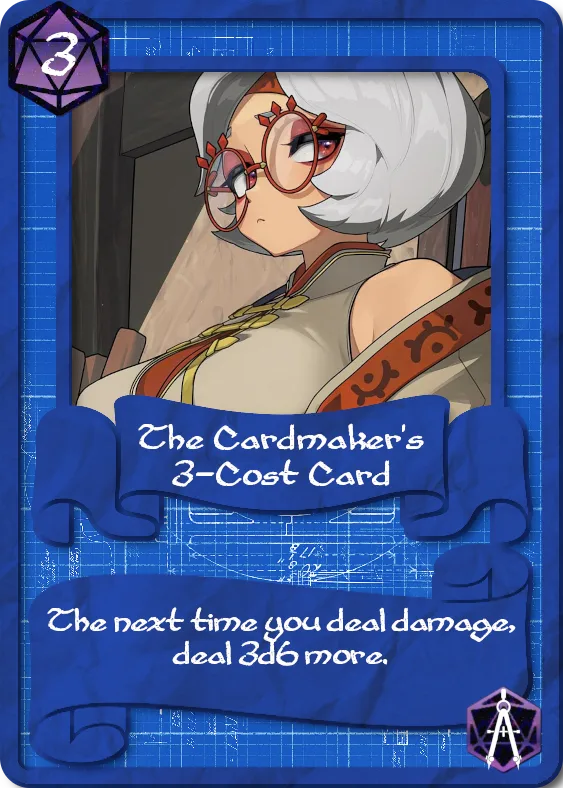 3
The Cardmaker's
3-Cost Card
The next time you deal damage,
deal 3d6 more.